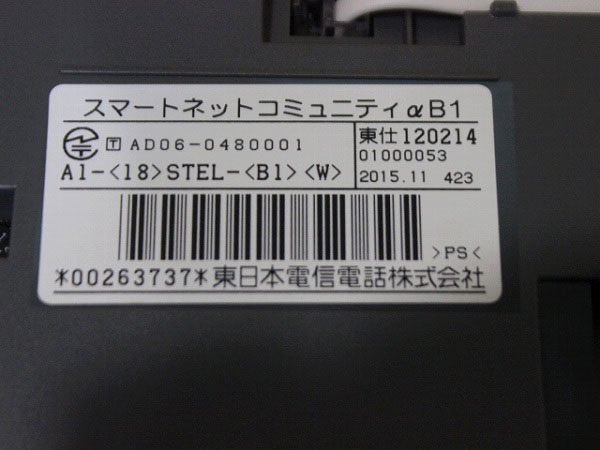 スマートネットコミュニティαB1
T AD06-0480001
東仕120214
01000053
A1-<18>STEL-<B1><W>
2015.11 423
>PS<
*00263737*東日本電信電話株式会社